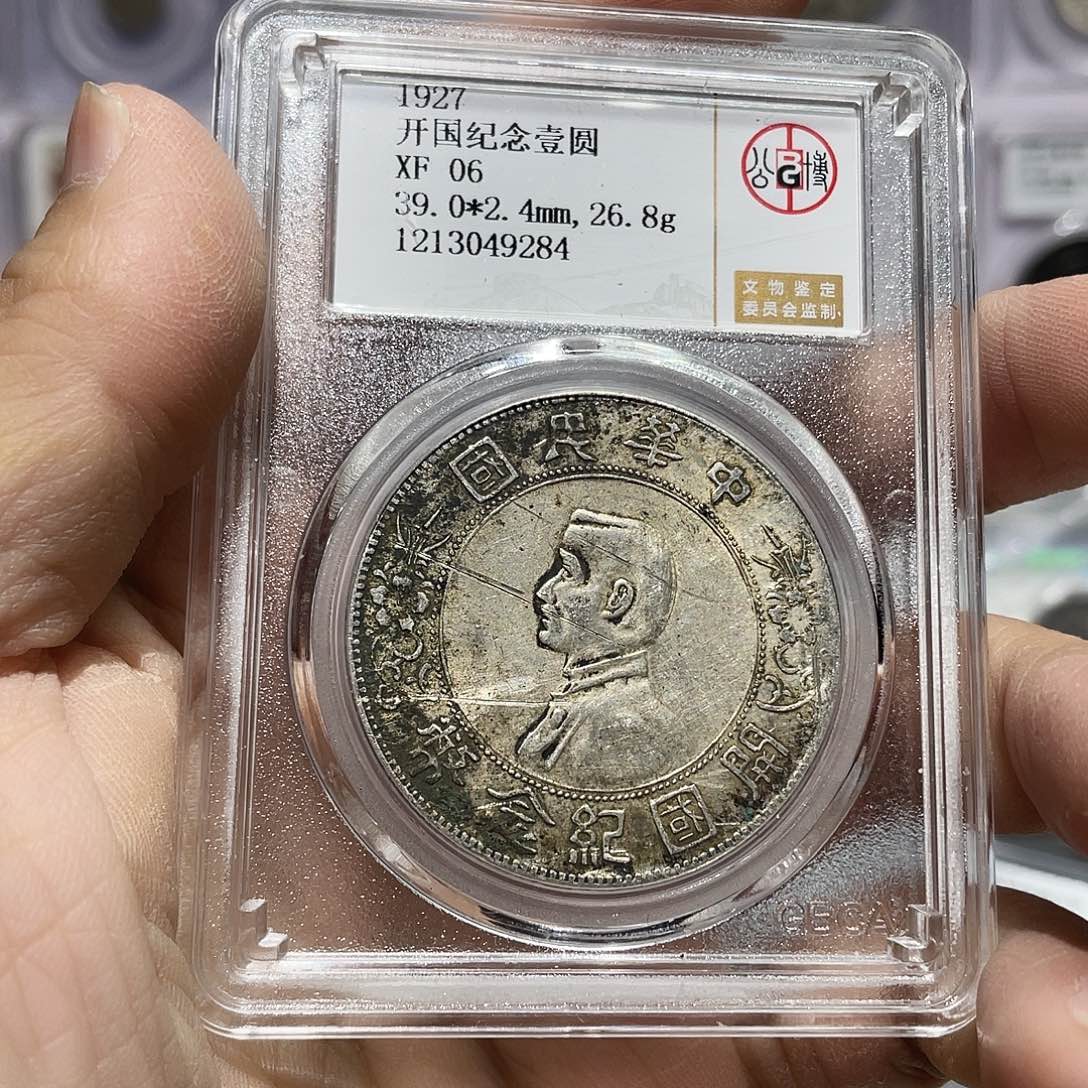 1927
开国纪念壹圆
XF 06
39.0*2.4mm,26.8g
1213049284
公 BG 博
文物鉴定
委员会监制
中華民國
開國紀念幣
GBCA